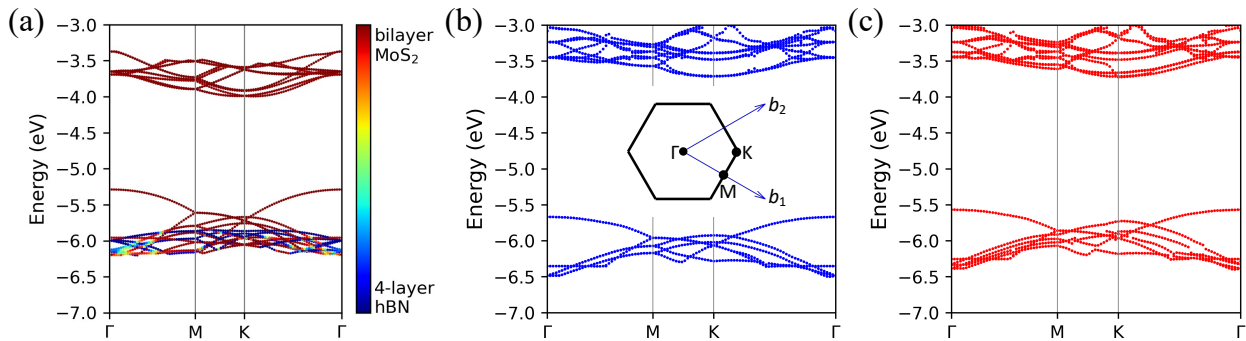 (a)
Energy (eV)
−3.0
−3.5
−4.0
−4.5
−5.0
−5.5
−6.0
−6.5
−7.0
Γ M K Γ
bilayer
MoS₂
4-layer
hBN
(b)
Energy (eV)
−3.0
−3.5
−4.0
−4.5
−5.0
−5.5
−6.0
−6.5
−7.0
Γ M K Γ
b₂
Γ K
M
b₁
(c)
Energy (eV)
−3.0
−3.5
−4.0
−4.5
−5.0
−5.5
−6.0
−6.5
−7.0
Γ M K Γ